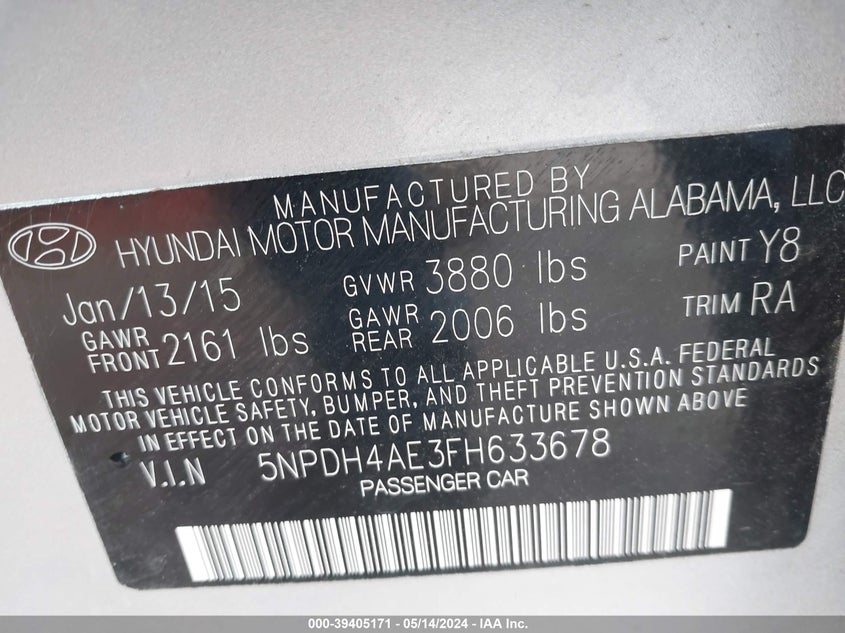 MANUFACTURED BY
HYUNDAI MOTOR MANUFACTURING ALABAMA, LLC
Jan/13/15 GVWR 3880 lbs PAINT Y8
GAWR FRONT 2161 lbs GAWR REAR 2006 lbs TRIM RA
THIS VEHICLE CONFORMS TO ALL APPLICABLE U.S.A. FEDERAL
MOTOR VEHICLE SAFETY, BUMPER, AND THEFT PREVENTION STANDARDS
IN EFFECT ON THE DATE OF MANUFACTURE SHOWN ABOVE
V.I.N 5NPDH4AE3FH633678
PASSENGER CAR
000-39405171 - 05/14/2024 - IAA Inc.